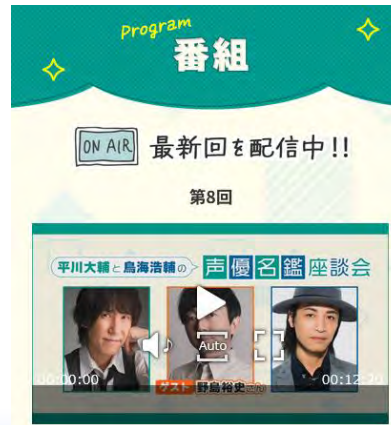 Program
番組
ON AIR 最新回を配信中!!
第8回
平川大輔と鳥海浩輔の 声優名鑑座談会
Auto
00:00:00
00:12:20
ゲスト 野島裕史さん